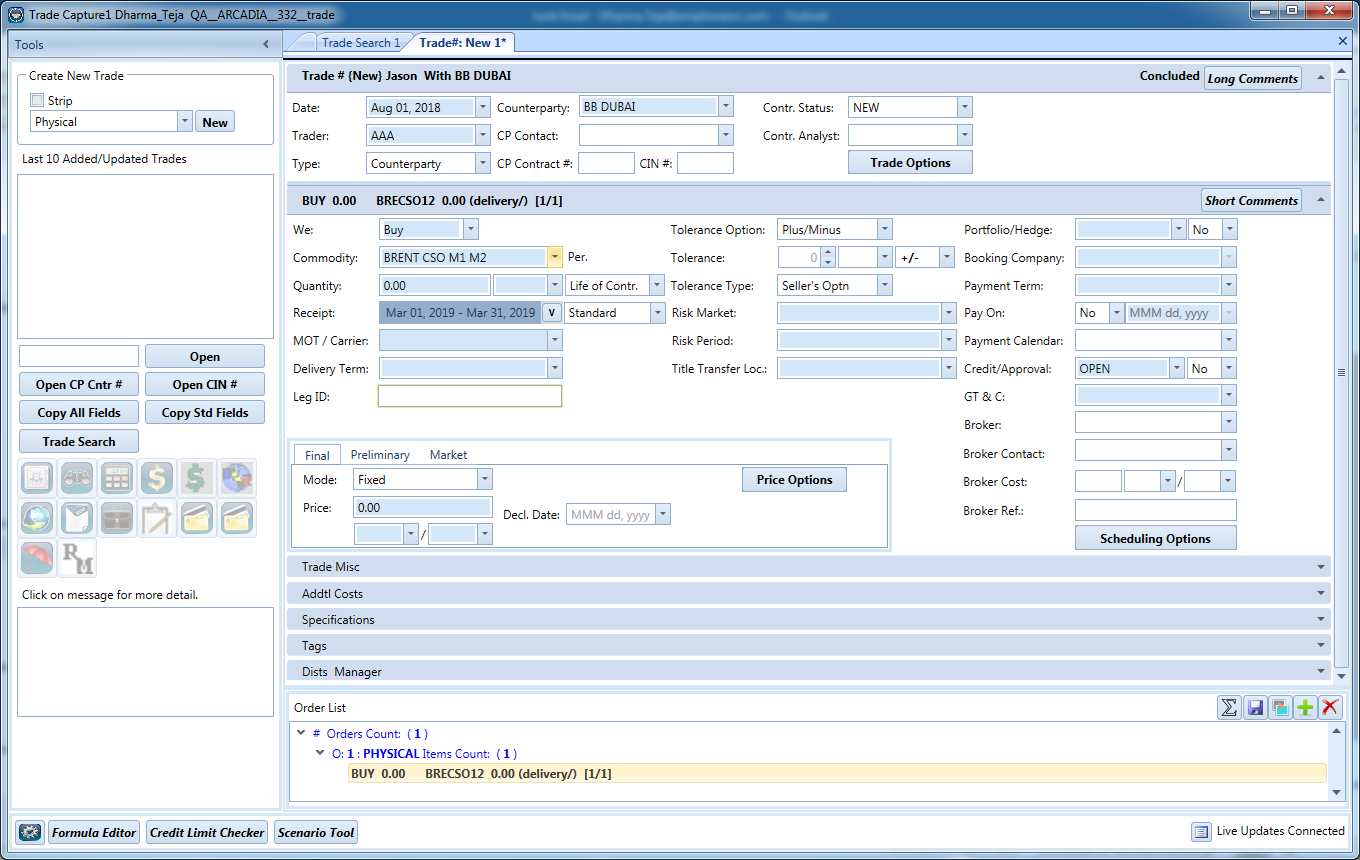 Trade Capture1 Dharma_Teja QA__ARCADIA__332__trade
Tools
Create New Trade
Strip
Physical New
Last 10 Added/Updated Trades
Open
Open CP Cntr # Open CIN #
Copy All Fields Copy Std Fields
Trade Search
RM
Click on message for more detail.
Trade Search 1 Trade#: New 1*
Trade # {New} Jason With BB DUBAI Concluded Long Comments
Date: Aug 01, 2018 Counterparty: BB DUBAI Contr. Status: NEW
Trader: AAA CP Contact: Contr. Analyst:
Type: Counterparty CP Contract #: CIN #: Trade Options
BUY 0.00 BRECSO12 0.00 (delivery/) [1/1] Short Comments
We: Buy Tolerance Option: Plus/Minus Portfolio/Hedge: No
Commodity: BRENT CSO M1 M2 Per. Tolerance: 0 +/- Booking Company:
Quantity: 0.00 Life of Contr. Tolerance Type: Seller's Optn Payment Term:
Receipt: Mar 01, 2019 - Mar 31, 2019 V Standard Risk Market: Pay On: No MMM dd, yyyy
MOT / Carrier: Risk Period: Payment Calendar:
Delivery Term: Title Transfer Loc.: Credit/Approval: OPEN No
Leg ID: GT & C:
Broker:
Broker Contact:
Broker Cost: /
Broker Ref.:
Scheduling Options
Final Preliminary Market
Mode: Fixed Price Options
Price: 0.00 Decl. Date: MMM dd, yyyy
/
Trade Misc
Addtl Costs
Specifications
Tags
Dists Manager
Order List Σ
# Orders Count: ( 1 )
O: 1 : PHYSICAL Items Count: ( 1 )
BUY 0.00 BRECSO12 0.00 (delivery/) [1/1]
Formula Editor Credit Limit Checker Scenario Tool Live Updates Connected